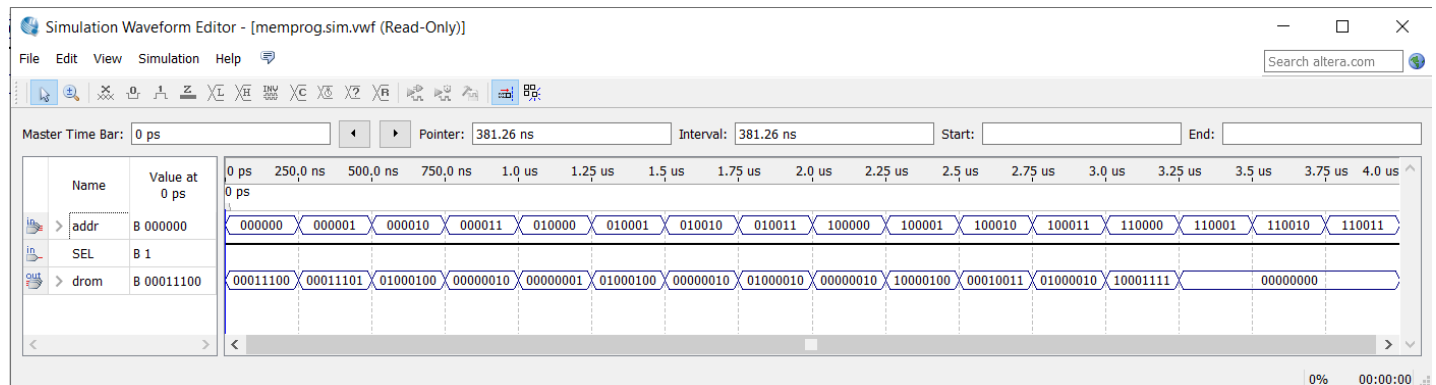 Simulation Waveform Editor - [memprog.sim.vwf (Read-Only)]
File Edit View Simulation Help Search altera.com
Master Time Bar: 0 ps Pointer: 381.26 ns Interval: 381.26 ns Start: End:
Name Value at 0 ps
0 ps 250.0 ns 500.0 ns 750.0 ns 1.0 us 1.25 us 1.5 us 1.75 us 2.0 us 2.25 us 2.5 us 2.75 us 3.0 us 3.25 us 3.5 us 3.75 us 4.0 us
0 ps
addr B 000000 000000 000001 000010 000011 010000 010001 010010 010011 100000 100001 100010 100011 110000 110001 110010 110011
SEL B 1
drom B 00011100 00011100 00011101 01000100 00000010 00000001 01000100 00000010 01000010 00000010 10000100 00010011 01000010 10001111 00000000
0% 00:00:00